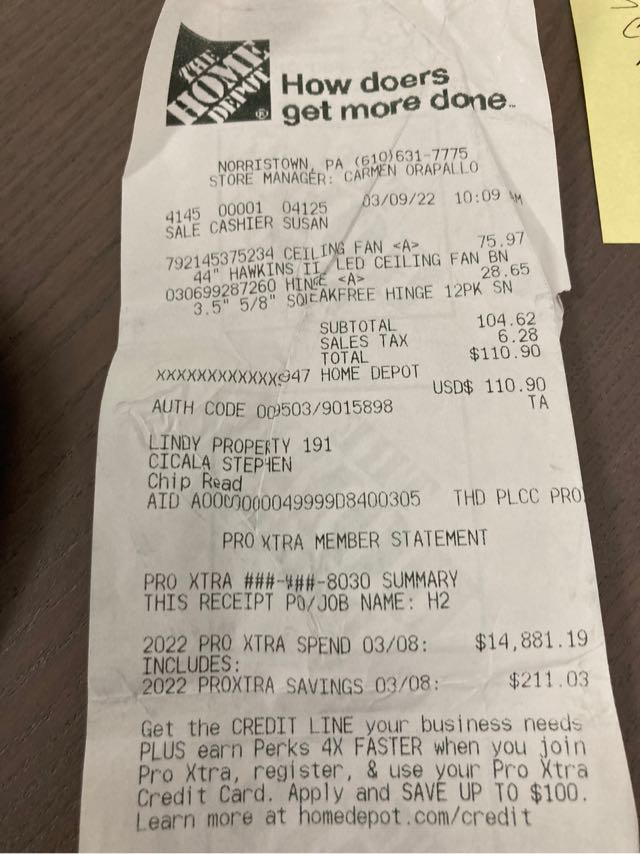 THE
HOME
DEPOT
®
How doers
get more done™
NORRISTOWN, PA (610)631-7775
STORE MANAGER: CARMEN ORAPALLO
4145 00001 04125 03/09/22 10:09 AM
SALE CASHIER SUSAN
792145375234 CEILING FAN <A> 75.97
44" HAWKINS II LED CEILING FAN BN
030699287260 HINGE <A> 28.65
3.5" 5/8" SQEAKFREE HINGE 12PK SN
SUBTOTAL 104.62
SALES TAX 6.28
TOTAL $110.90
XXXXXXXXXXXXX947 HOME DEPOT
USD$ 110.90
AUTH CODE 009503/9015898 TA
LINDY PROPERTY 191
CICALA STEPHEN
Chip Read
AID A0000000049999D8400305 THD PLCC PRO
PRO XTRA MEMBER STATEMENT
PRO XTRA ###-###-8030 SUMMARY
THIS RECEIPT PO/JOB NAME: H2
2022 PRO XTRA SPEND 03/08: $14,881.19
INCLUDES:
2022 PROXTRA SAVINGS 03/08: $211.03
Get the CREDIT LINE your business needs
PLUS earn Perks 4X FASTER when you join
Pro Xtra, register, & use your Pro Xtra
Credit Card. Apply and SAVE UP TO $100.
Learn more at homedepot.com/credit